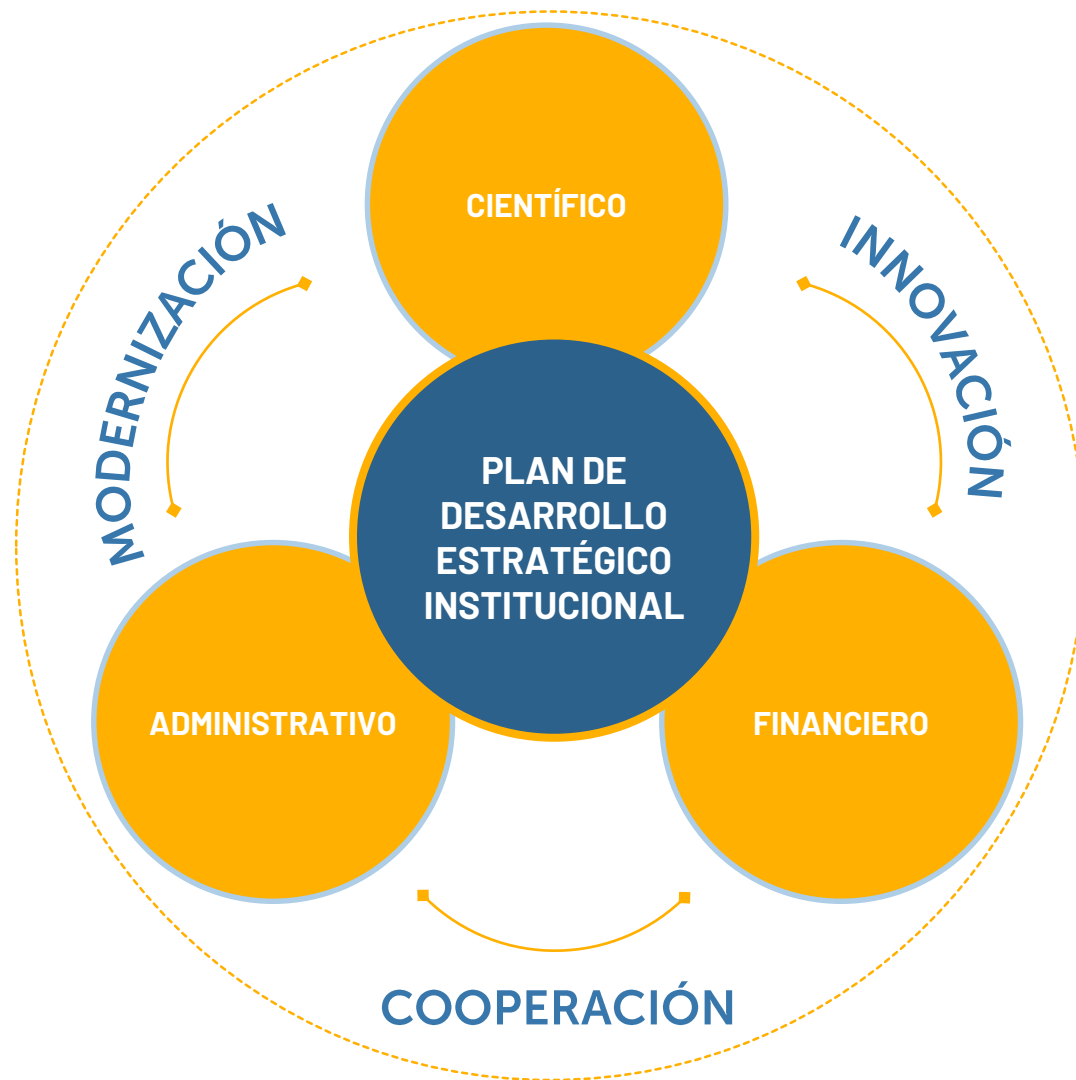 CIENTÍFICO
MODERNIZACIÓN
INNOVACIÓN
PLAN DE
DESARROLLO
ESTRATÉGICO
INSTITUCIONAL
ADMINISTRATIVO
FINANCIERO
COOPERACIÓN